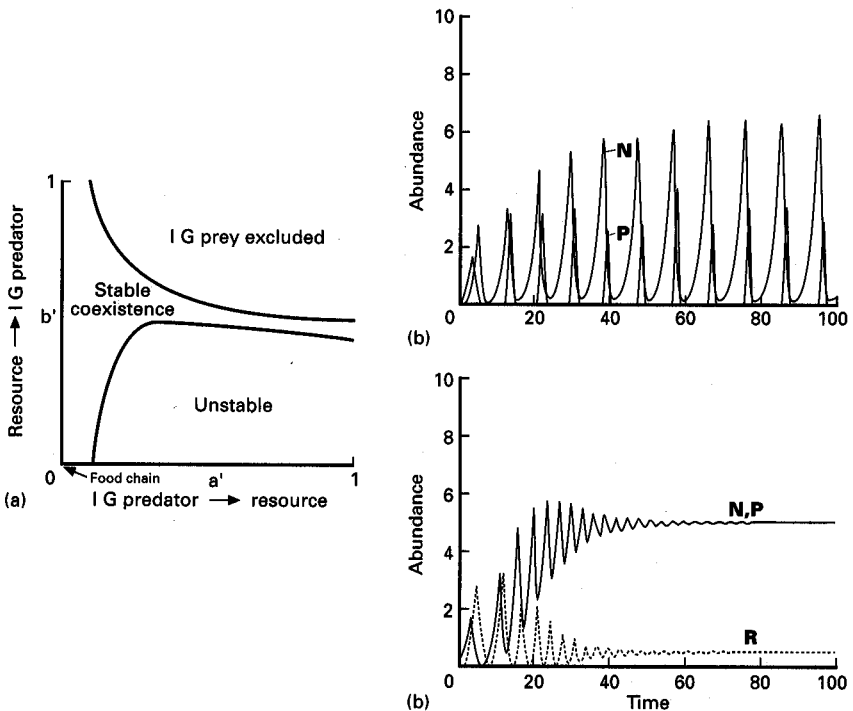 1
b'
Resource → I G predator
I G prey excluded
Stable
coexistence
Unstable
0
Food chain
a'
1
(a)
I G predator → resource
10
8
6
4
2
0
Abundance
N
P
0
20
40
60
80
100
(b)
10
8
6
4
2
0
Abundance
N,P
R
0
20
40
60
80
100
Time
(b)